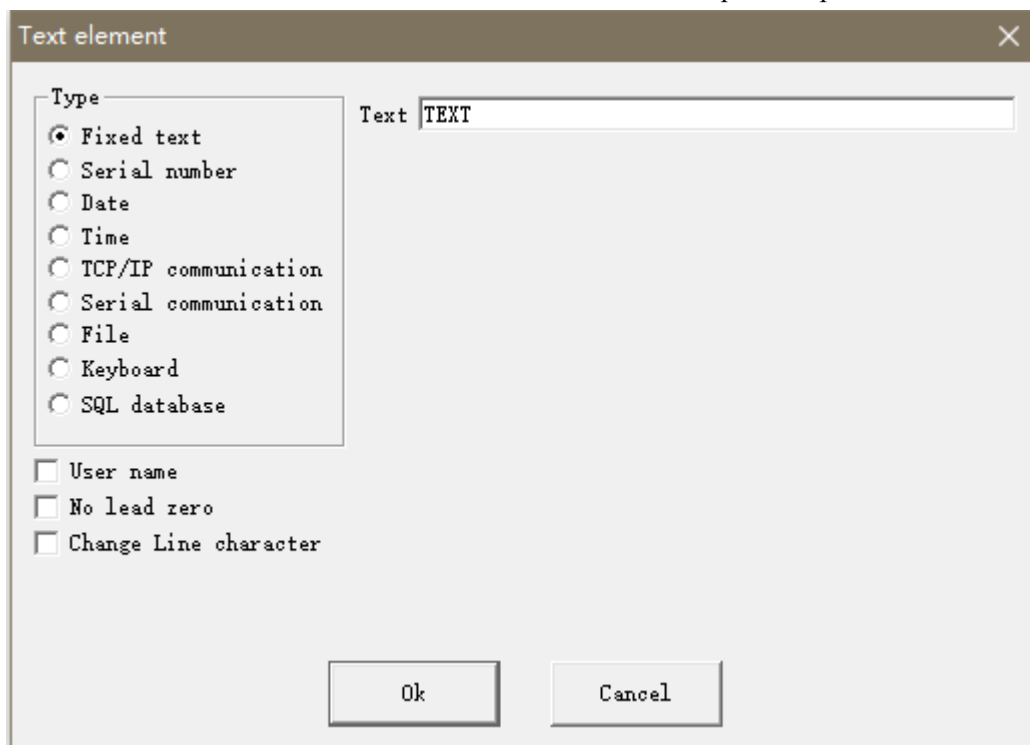 Text element
Type
Fixed text
Serial number
Date
Time
TCP/IP communication
Serial communication
File
Keyboard
SQL database
Text TEXT
User name
No lead zero
Change Line character
Ok
Cancel